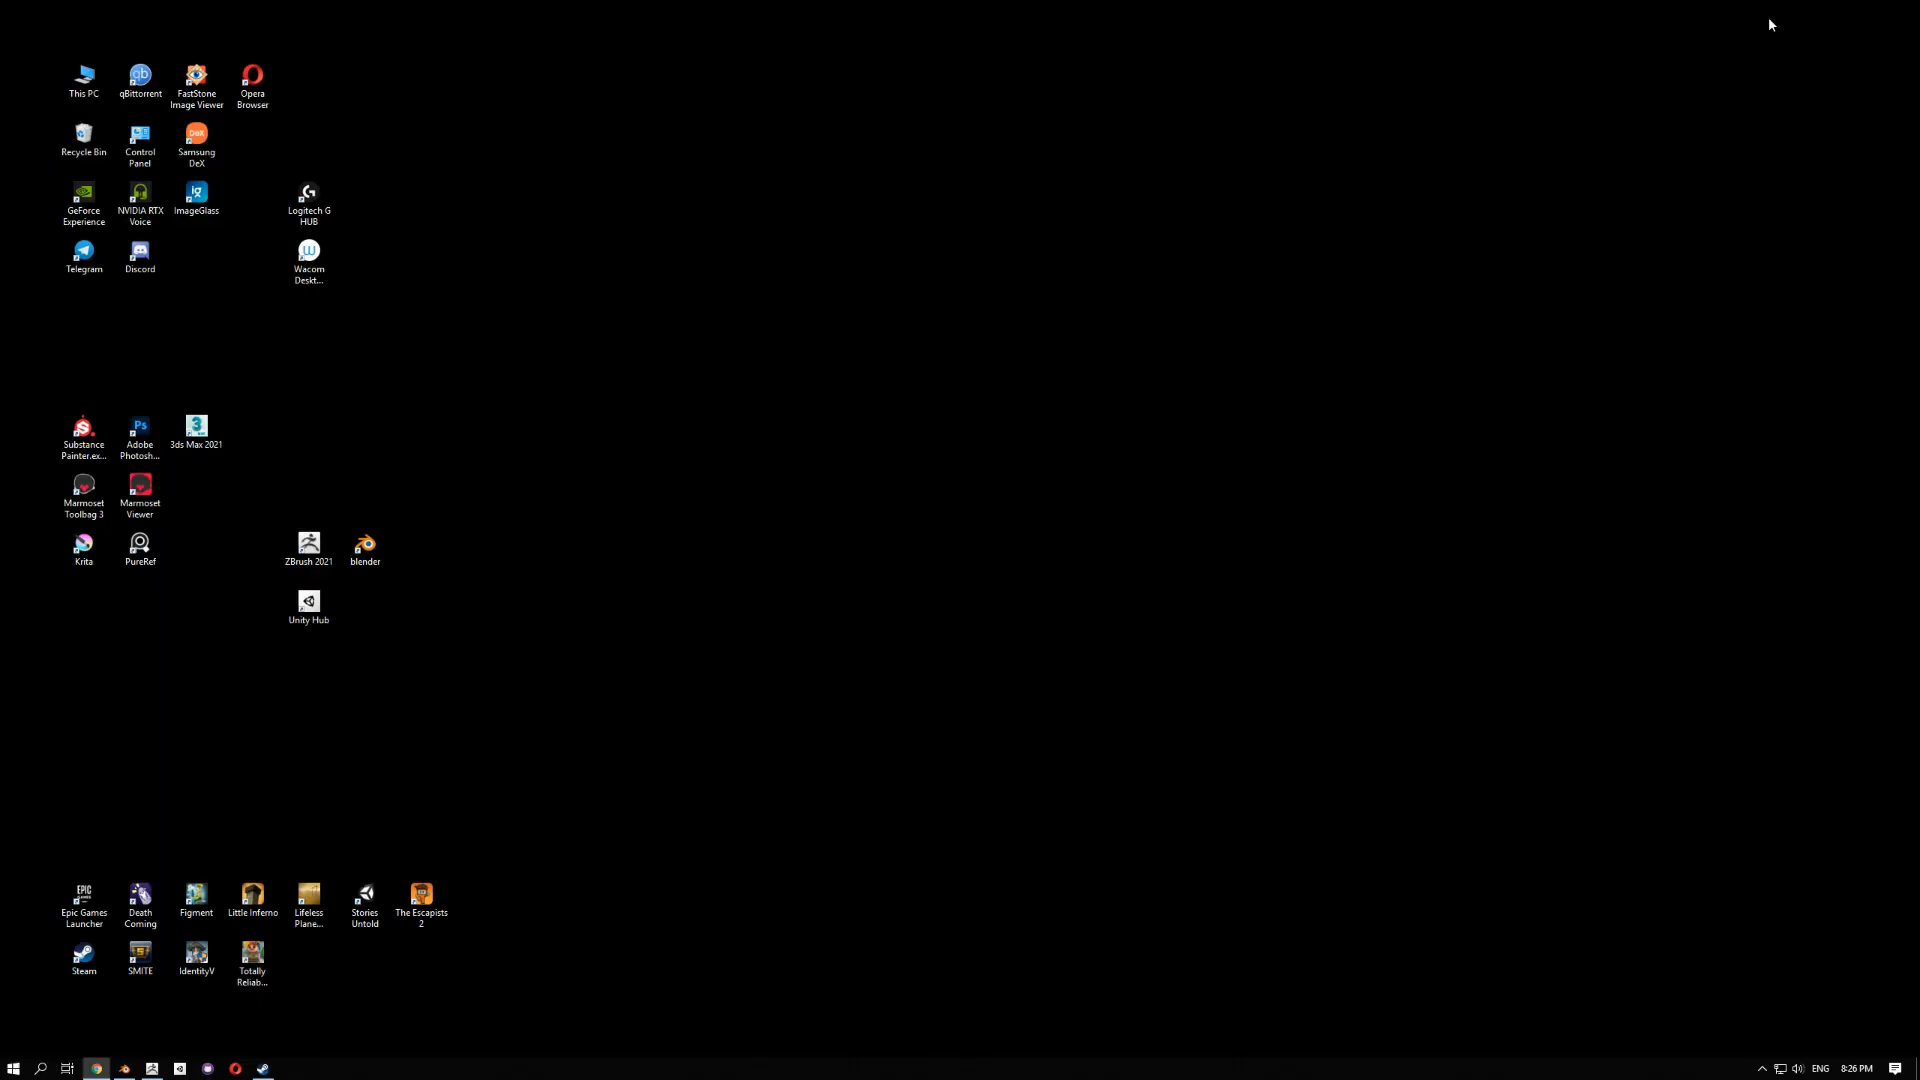 This PC
qBittorrent
FastStone
Image Viewer
Opera
Browser
Recycle Bin
Control
Panel
Samsung
DeX
GeForce
Experience
NVIDIA RTX
Voice
ImageGlass
Logitech G
HUB
Telegram
Discord
Wacom
Deskt...
Substance
Painter.ex...
Adobe
Photosh...
3ds Max 2021
Marmoset
Toolbag 3
Marmoset
Viewer
Krita
PureRef
ZBrush 2021
blender
Unity Hub
Epic Games
Launcher
Death
Coming
Figment
Little Inferno
Lifeless
Plane...
Stories
Untold
The Escapists
2
Steam
SMITE
IdentityV
Totally
Reliab...
ENG
8:26 PM